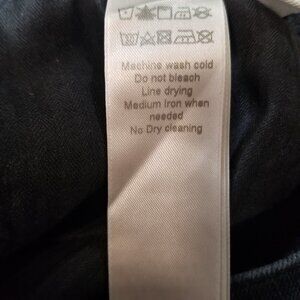 Machine wash cold
Do not bleach
Line drying
Medium iron when
needed
No Dry cleaning